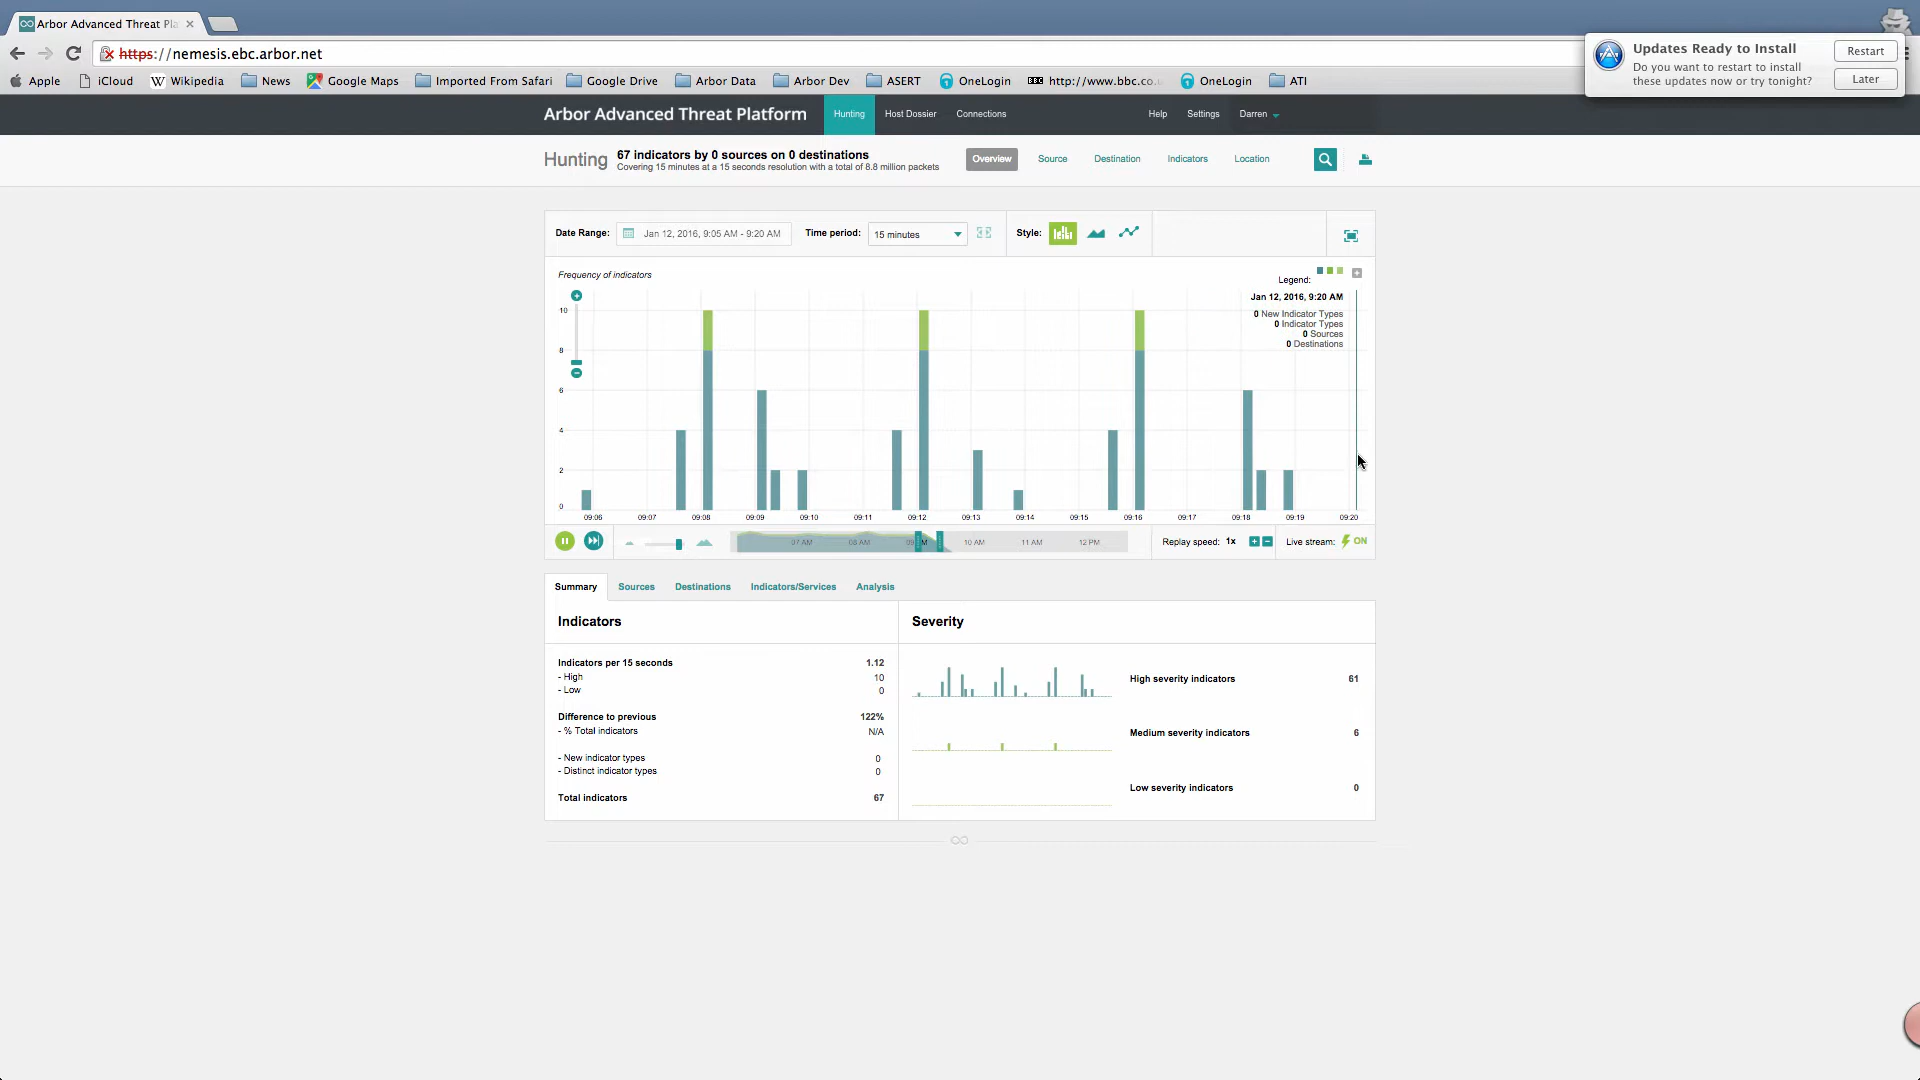 Arbor Advanced Threat Pla
Updates Ready to Install
Restart
Do you want to restart to install
these updates now or try tonight?
Later
https://nemesis.ebc.arbor.net
Apple iCloud Wikipedia News Google Maps Imported From Safari Google Drive Arbor Data Arbor Dev ASERT OneLogin BBC http://www.bbc.co.u OneLogin ATI
Arbor Advanced Threat Platform Hunting Host Dossier Connections Help Settings Darren
Hunting 67 indicators by 0 sources on 0 destinations
Covering 15 minutes at a 15 seconds resolution with a total of 8.8 million packets
Overview Source Destination Indicators Location
Date Range: Jan 12, 2016, 9:05 AM - 9:20 AM Time period: 15 minutes Style:
Frequency of indicators
Legend:
Jan 12, 2016, 9:20 AM
0 New Indicator Types
0 Indicator Types
0 Sources
0 Destinations
10
8
6
4
2
0
09:06 09:07 09:08 09:09 09:10 09:11 09:12 09:13 09:14 09:15 09:16 09:17 09:18 09:19 09:20
07 AM 08 AM 10 AM 11 AM 12 PM
Replay speed: 1x Live stream: ON
Summary Sources Destinations Indicators/Services Analysis
Indicators
Indicators per 15 seconds 1.12
- High 10
- Low 0
Difference to previous 122%
- % Total indicators N/A
- New indicator types 0
- Distinct indicator types 0
Total indicators 67
Severity
High severity indicators 61
Medium severity indicators 6
Low severity indicators 0